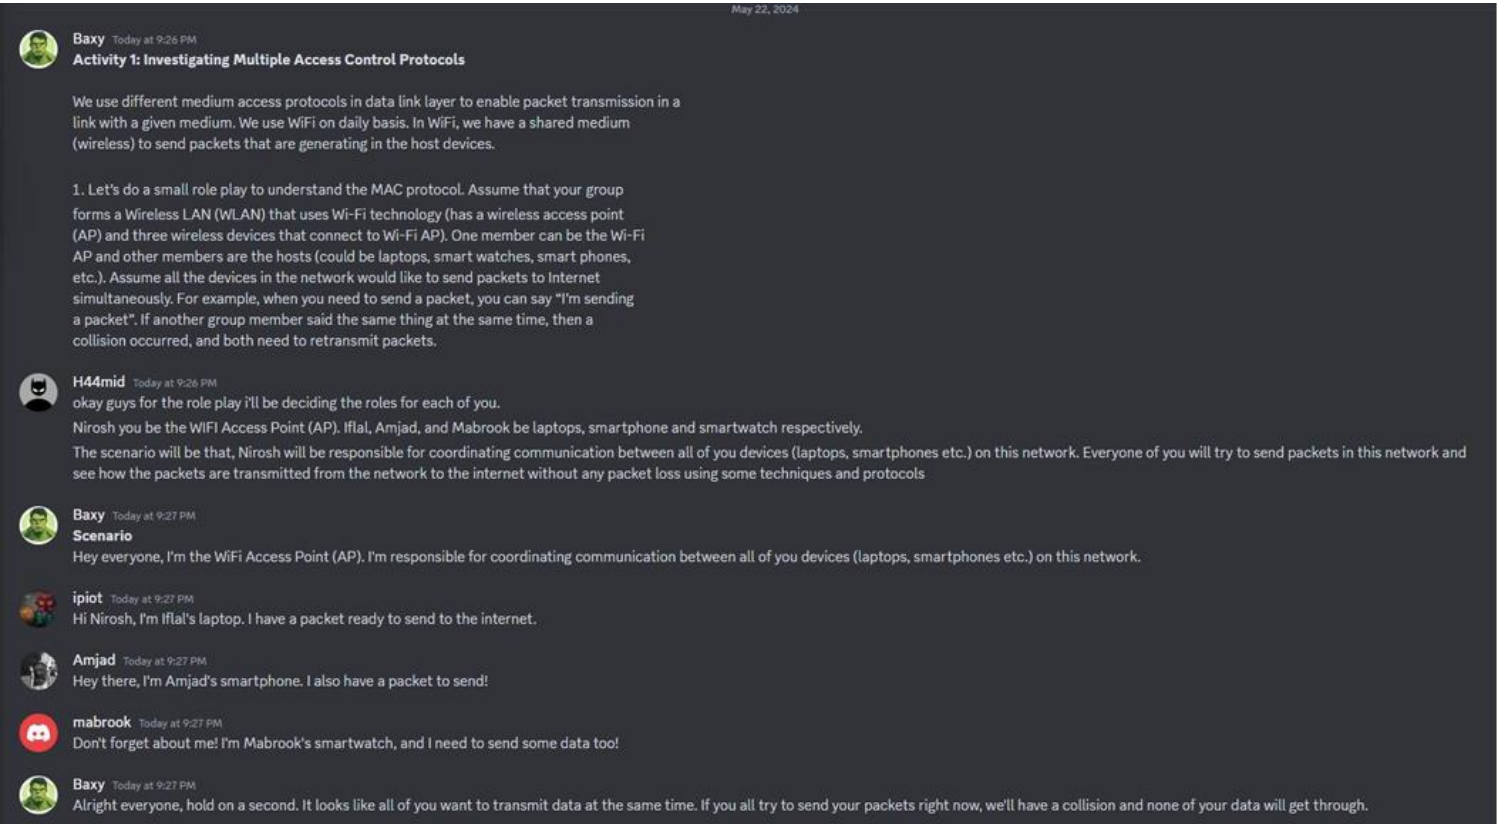 May 22, 2024
Baxy Today at 9:26 PM
Activity 1: Investigating Multiple Access Control Protocols
We use different medium access protocols in data link layer to enable packet transmission in a
link with a given medium. We use WiFi on daily basis. In WiFi, we have a shared medium
(wireless) to send packets that are generating in the host devices.
1. Let's do a small role play to understand the MAC protocol. Assume that your group
forms a Wireless LAN (WLAN) that uses Wi-Fi technology (has a wireless access point
(AP) and three wireless devices that connect to Wi-Fi AP). One member can be the Wi-Fi
AP and other members are the hosts (could be laptops, smart watches, smart phones,
etc.). Assume all the devices in the network would like to send packets to Internet
simultaneously. For example, when you need to send a packet, you can say "I'm sending
a packet". If another group member said the same thing at the same time, then a
collision occurred, and both need to retransmit packets.
H44mid Today at 9:26 PM
okay guys for the role play i'll be deciding the roles for each of you.
Nirosh you be the WIFI Access Point (AP). Iflal, Amjad, and Mabrook be laptops, smartphone and smartwatch respectively.
The scenario will be that, Nirosh will be responsible for coordinating communication between all of you devices (laptops, smartphones etc.) on this network. Everyone of you will try to send packets in this network and
see how the packets are transmitted from the network to the internet without any packet loss using some techniques and protocols
Baxy Today at 9:27 PM
Scenario
Hey everyone, I'm the WiFi Access Point (AP). I'm responsible for coordinating communication between all of you devices (laptops, smartphones etc.) on this network.
ipiot Today at 9:27 PM
Hi Nirosh, I'm Iflal's laptop. I have a packet ready to send to the internet.
Amjad Today at 9:27 PM
Hey there, I'm Amjad's smartphone. I also have a packet to send!
mabrook Today at 9:27 PM
Don't forget about me! I'm Mabrook's smartwatch, and I need to send some data too!
Baxy Today at 9:27 PM
Alright everyone, hold on a second. It looks like all of you want to transmit data at the same time. If you all try to send your packets right now, we'll have a collision and none of your data will get through.